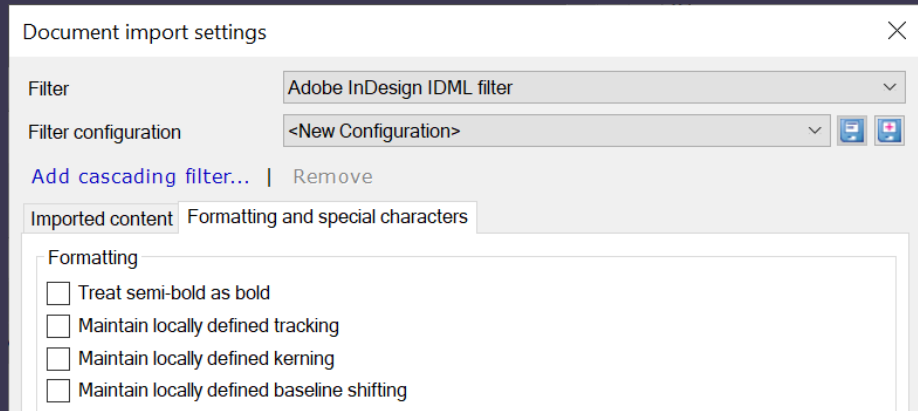 Document import settings
Filter
Adobe InDesign IDML filter
Filter configuration
<New Configuration>
Add cascading filter... | Remove
Imported content
Formatting and special characters
Formatting
Treat semi-bold as bold
Maintain locally defined tracking
Maintain locally defined kerning
Maintain locally defined baseline shifting